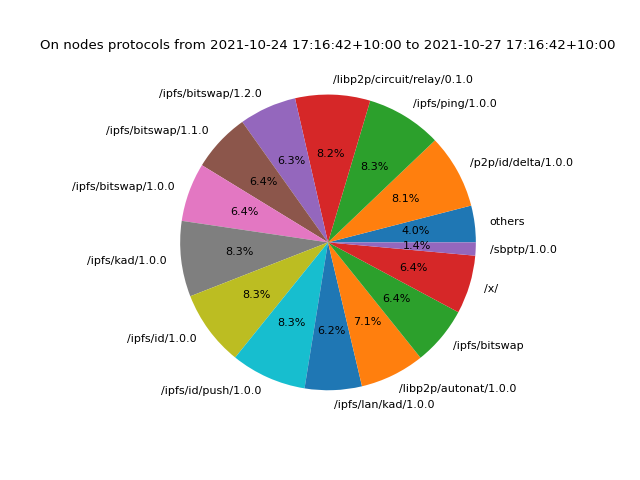 On nodes protocols from 2021-10-24 17:16:42+10:00 to 2021-10-27 17:16:42+10:00
/libp2p/circuit/relay/0.1.0
8.2%
/ipfs/ping/1.0.0
8.3%
/p2p/id/delta/1.0.0
8.1%
others
4.0%
/sbptp/1.0.0
1.4%
/x/
6.4%
/ipfs/bitswap
6.4%
/libp2p/autonat/1.0.0
7.1%
/ipfs/lan/kad/1.0.0
6.2%
/ipfs/id/push/1.0.0
8.3%
/ipfs/id/1.0.0
8.3%
/ipfs/kad/1.0.0
8.3%
/ipfs/bitswap/1.0.0
6.4%
/ipfs/bitswap/1.1.0
6.4%
/ipfs/bitswap/1.2.0
6.3%